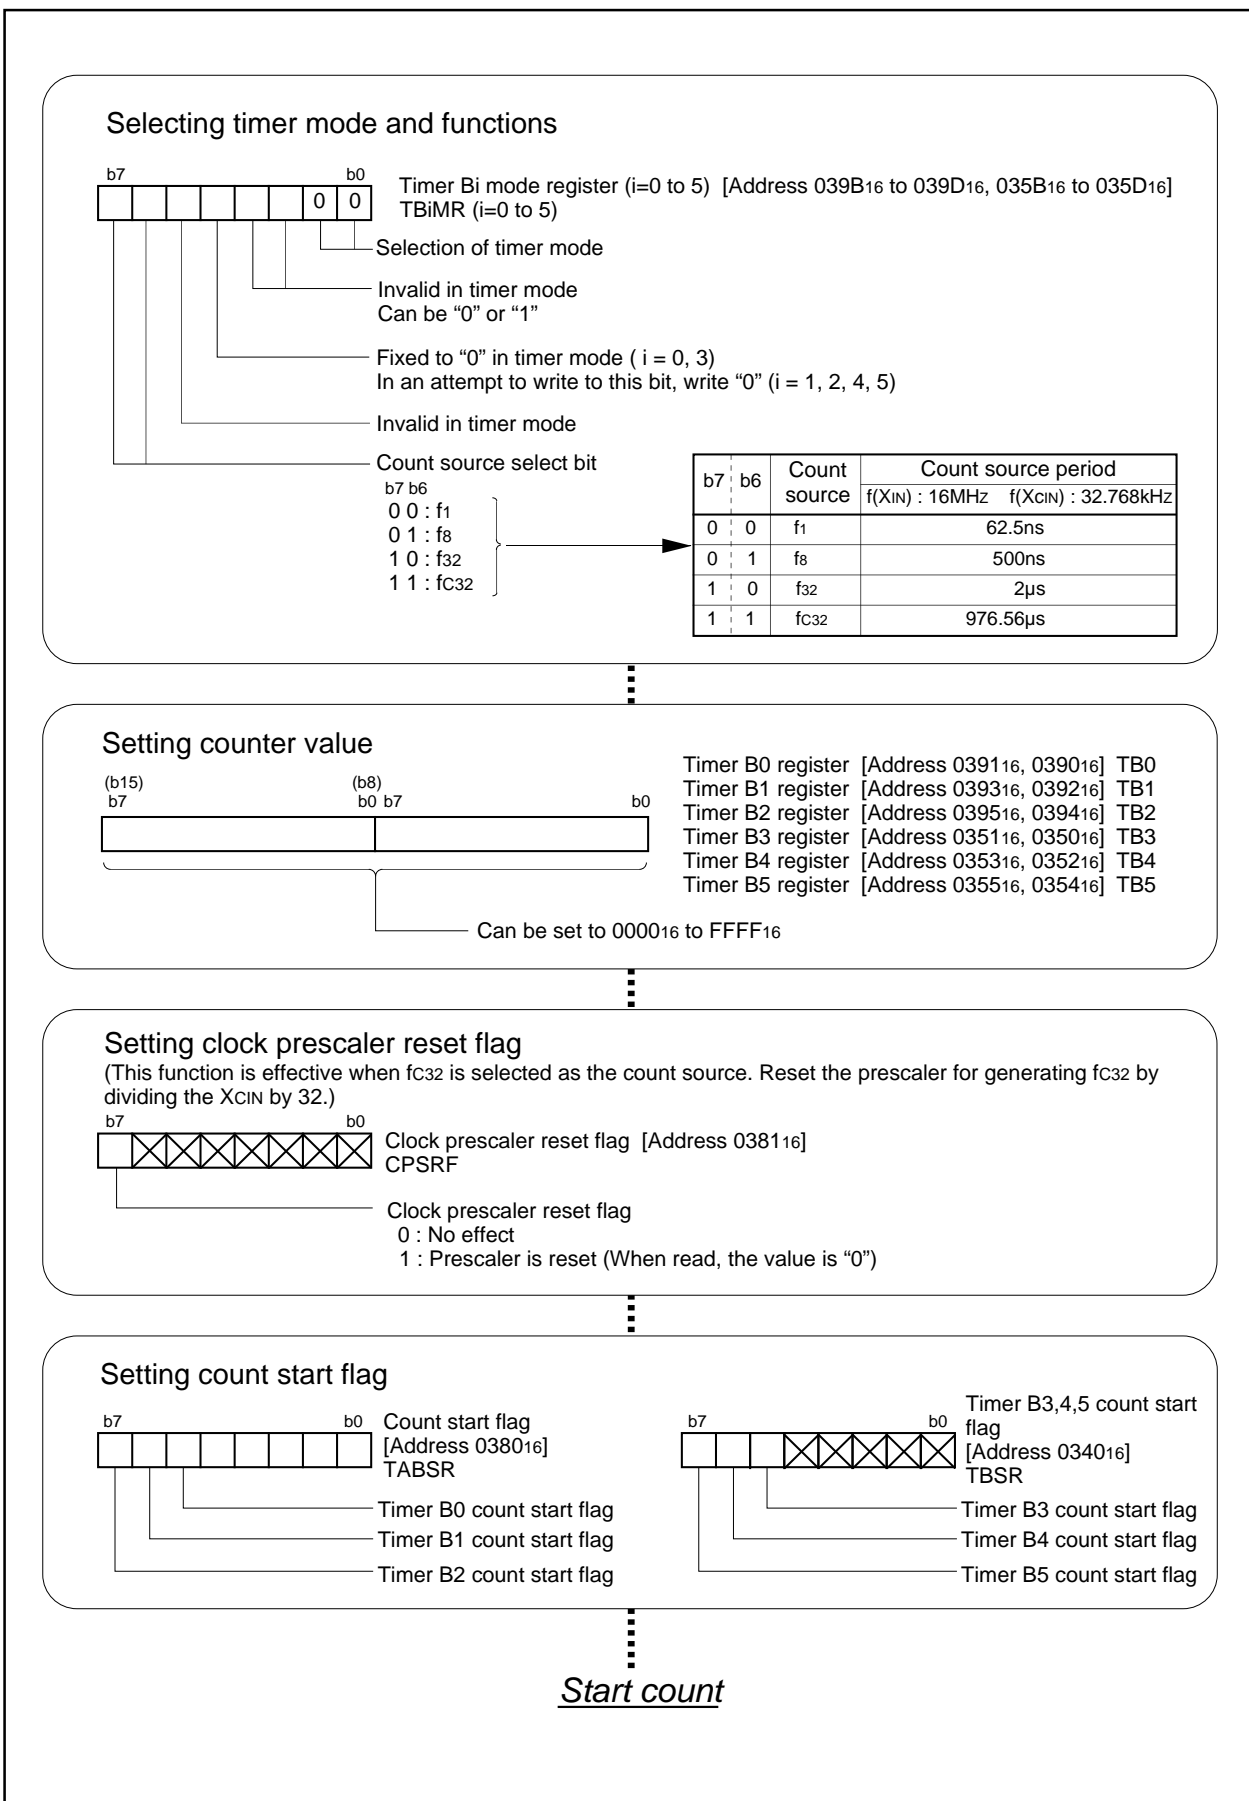 Selecting timer mode and functions
b7 b0
0 0
Timer Bi mode register (i=0 to 5) [Address 039B16 to 039D16, 035B16 to 035D16]
TBiMR (i=0 to 5)
Selection of timer mode
Invalid in timer mode
Can be “0” or “1”
Fixed to “0” in timer mode ( i = 0, 3)
In an attempt to write to this bit, write “0” (i = 1, 2, 4, 5)
Invalid in timer mode
Count source select bit
b7 b6
0 0 : f1
0 1 : f8
1 0 : f32
1 1 : fC32
b7 b6 Count source Count source period
f(XIN) : 16MHz f(XCIN) : 32.768kHz
0 0 f1 62.5ns
0 1 f8 500ns
1 0 f32 2µs
1 1 fC32 976.56µs
Setting counter value
(b15) (b8)
b7 b0 b7 b0
Timer B0 register [Address 039116, 039016] TB0
Timer B1 register [Address 039316, 039216] TB1
Timer B2 register [Address 039516, 039416] TB2
Timer B3 register [Address 035116, 035016] TB3
Timer B4 register [Address 035316, 035216] TB4
Timer B5 register [Address 035516, 035416] TB5
Can be set to 000016 to FFFF16
Setting clock prescaler reset flag
(This function is effective when fC32 is selected as the count source. Reset the prescaler for generating fC32 by
dividing the XCIN by 32.)
b7 b0
Clock prescaler reset flag [Address 038116]
CPSRF
Clock prescaler reset flag
0 : No effect
1 : Prescaler is reset (When read, the value is “0”)
Setting count start flag
b7 b0
Count start flag
[Address 038016]
TABSR
Timer B0 count start flag
Timer B1 count start flag
Timer B2 count start flag
b7 b0
Timer B3,4,5 count start
flag
[Address 034016]
TBSR
Timer B3 count start flag
Timer B4 count start flag
Timer B5 count start flag
Start count